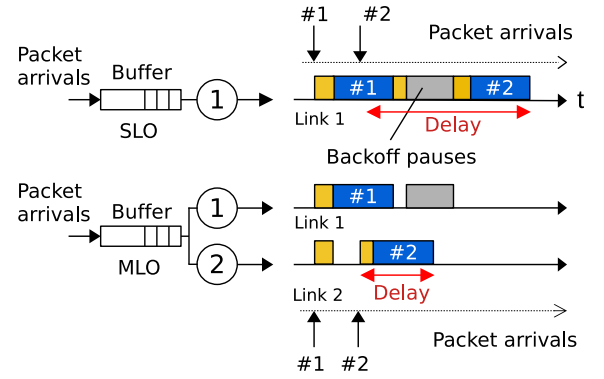 #1 #2
Packet arrivals
Packet
arrivals
Buffer
1
#1
#2
t
SLO
Link 1
Delay
Backoff pauses
Packet
arrivals
Buffer
1
#1
Link 1
2
#2
MLO
Link 2
Delay
Packet arrivals
#1 #2